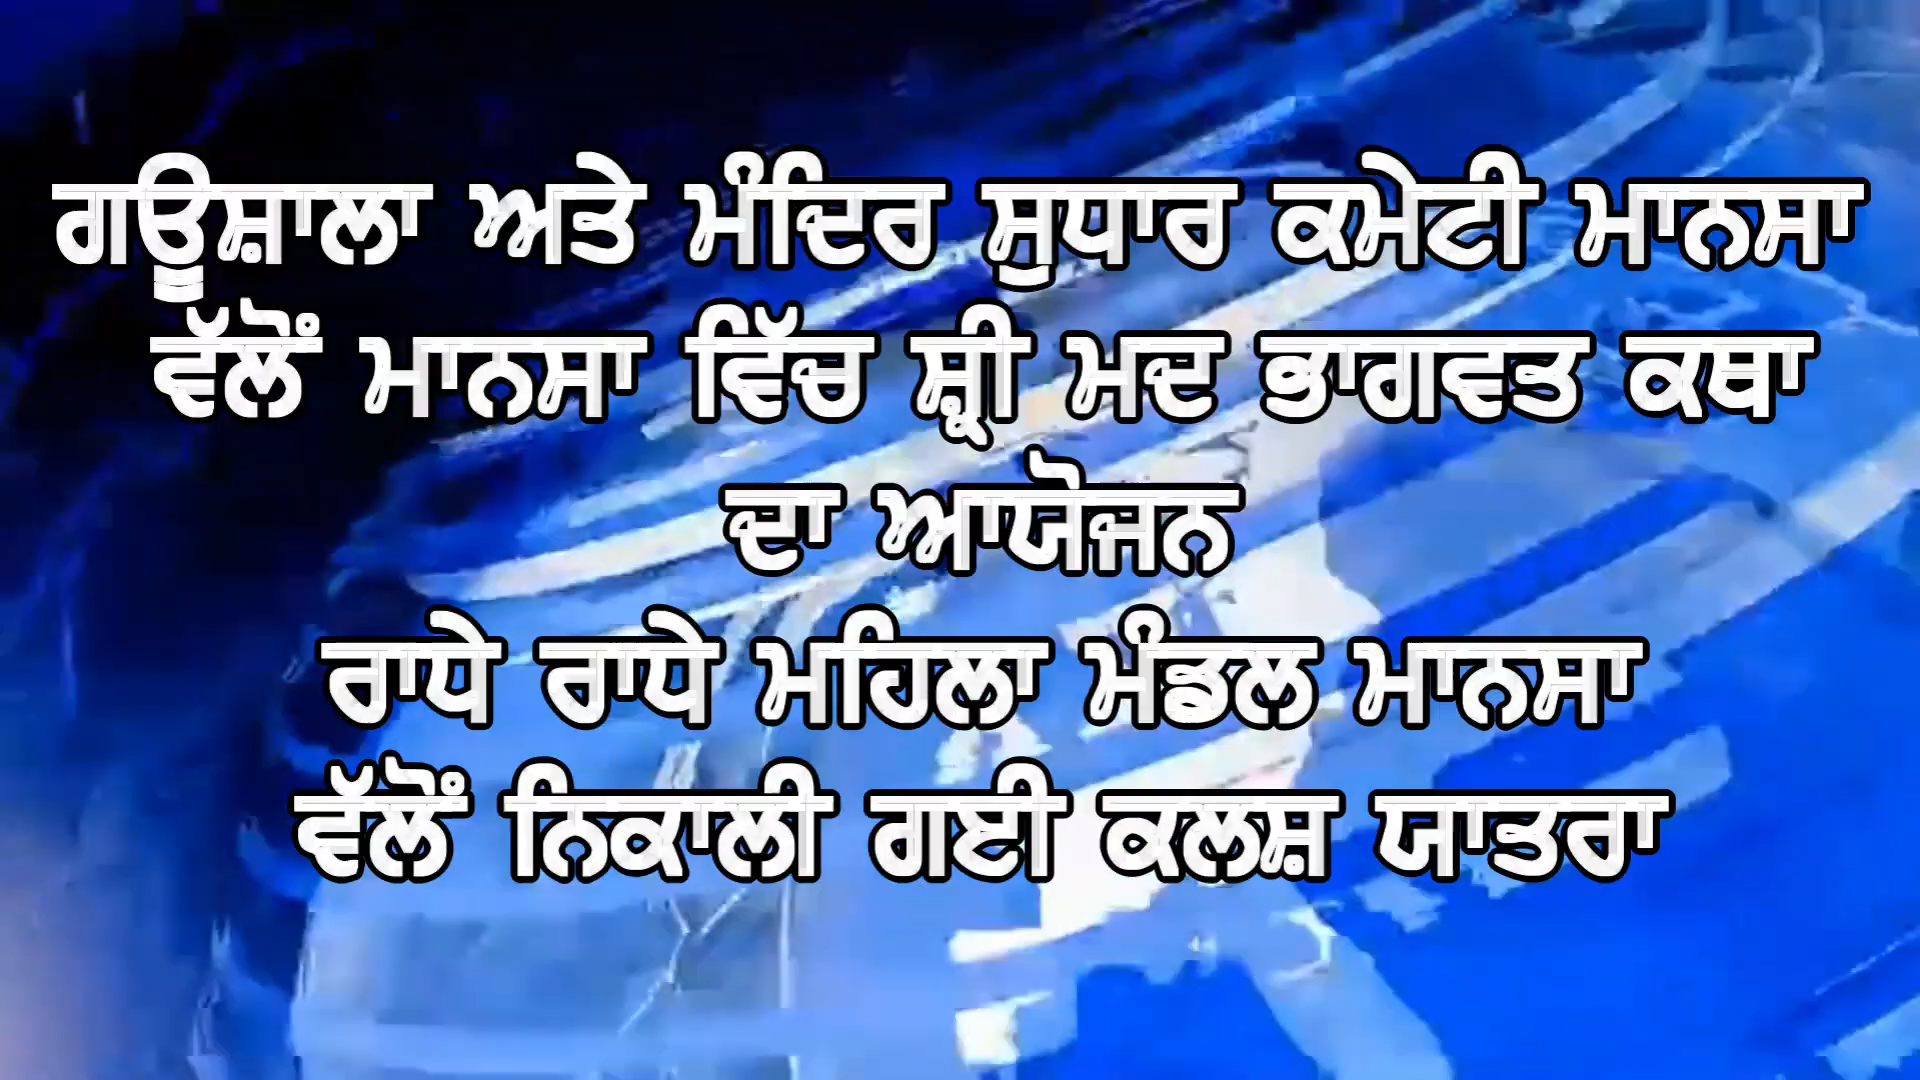 ਗਊਸ਼ਾਲਾ ਅਤੇ ਮੰਦਿਰ ਸੁਧਾਰ ਕਮੇਟੀ ਮਾਨਸਾ
ਵੱਲੋਂ ਮਾਨਸਾ ਵਿੱਚ ਸ਼੍ਰੀ ਮਦ ਭਾਗਵਤ ਕਥਾ
ਦਾ ਆਯੋਜਨ
ਰਾਧੇ ਰਾਧੇ ਮਹਿਲਾ ਮੰਡਲ ਮਾਨਸਾ
ਵੱਲੋਂ ਨਿਕਾਲੀ ਗਈ ਕਲਸ਼ ਯਾਤਰਾ